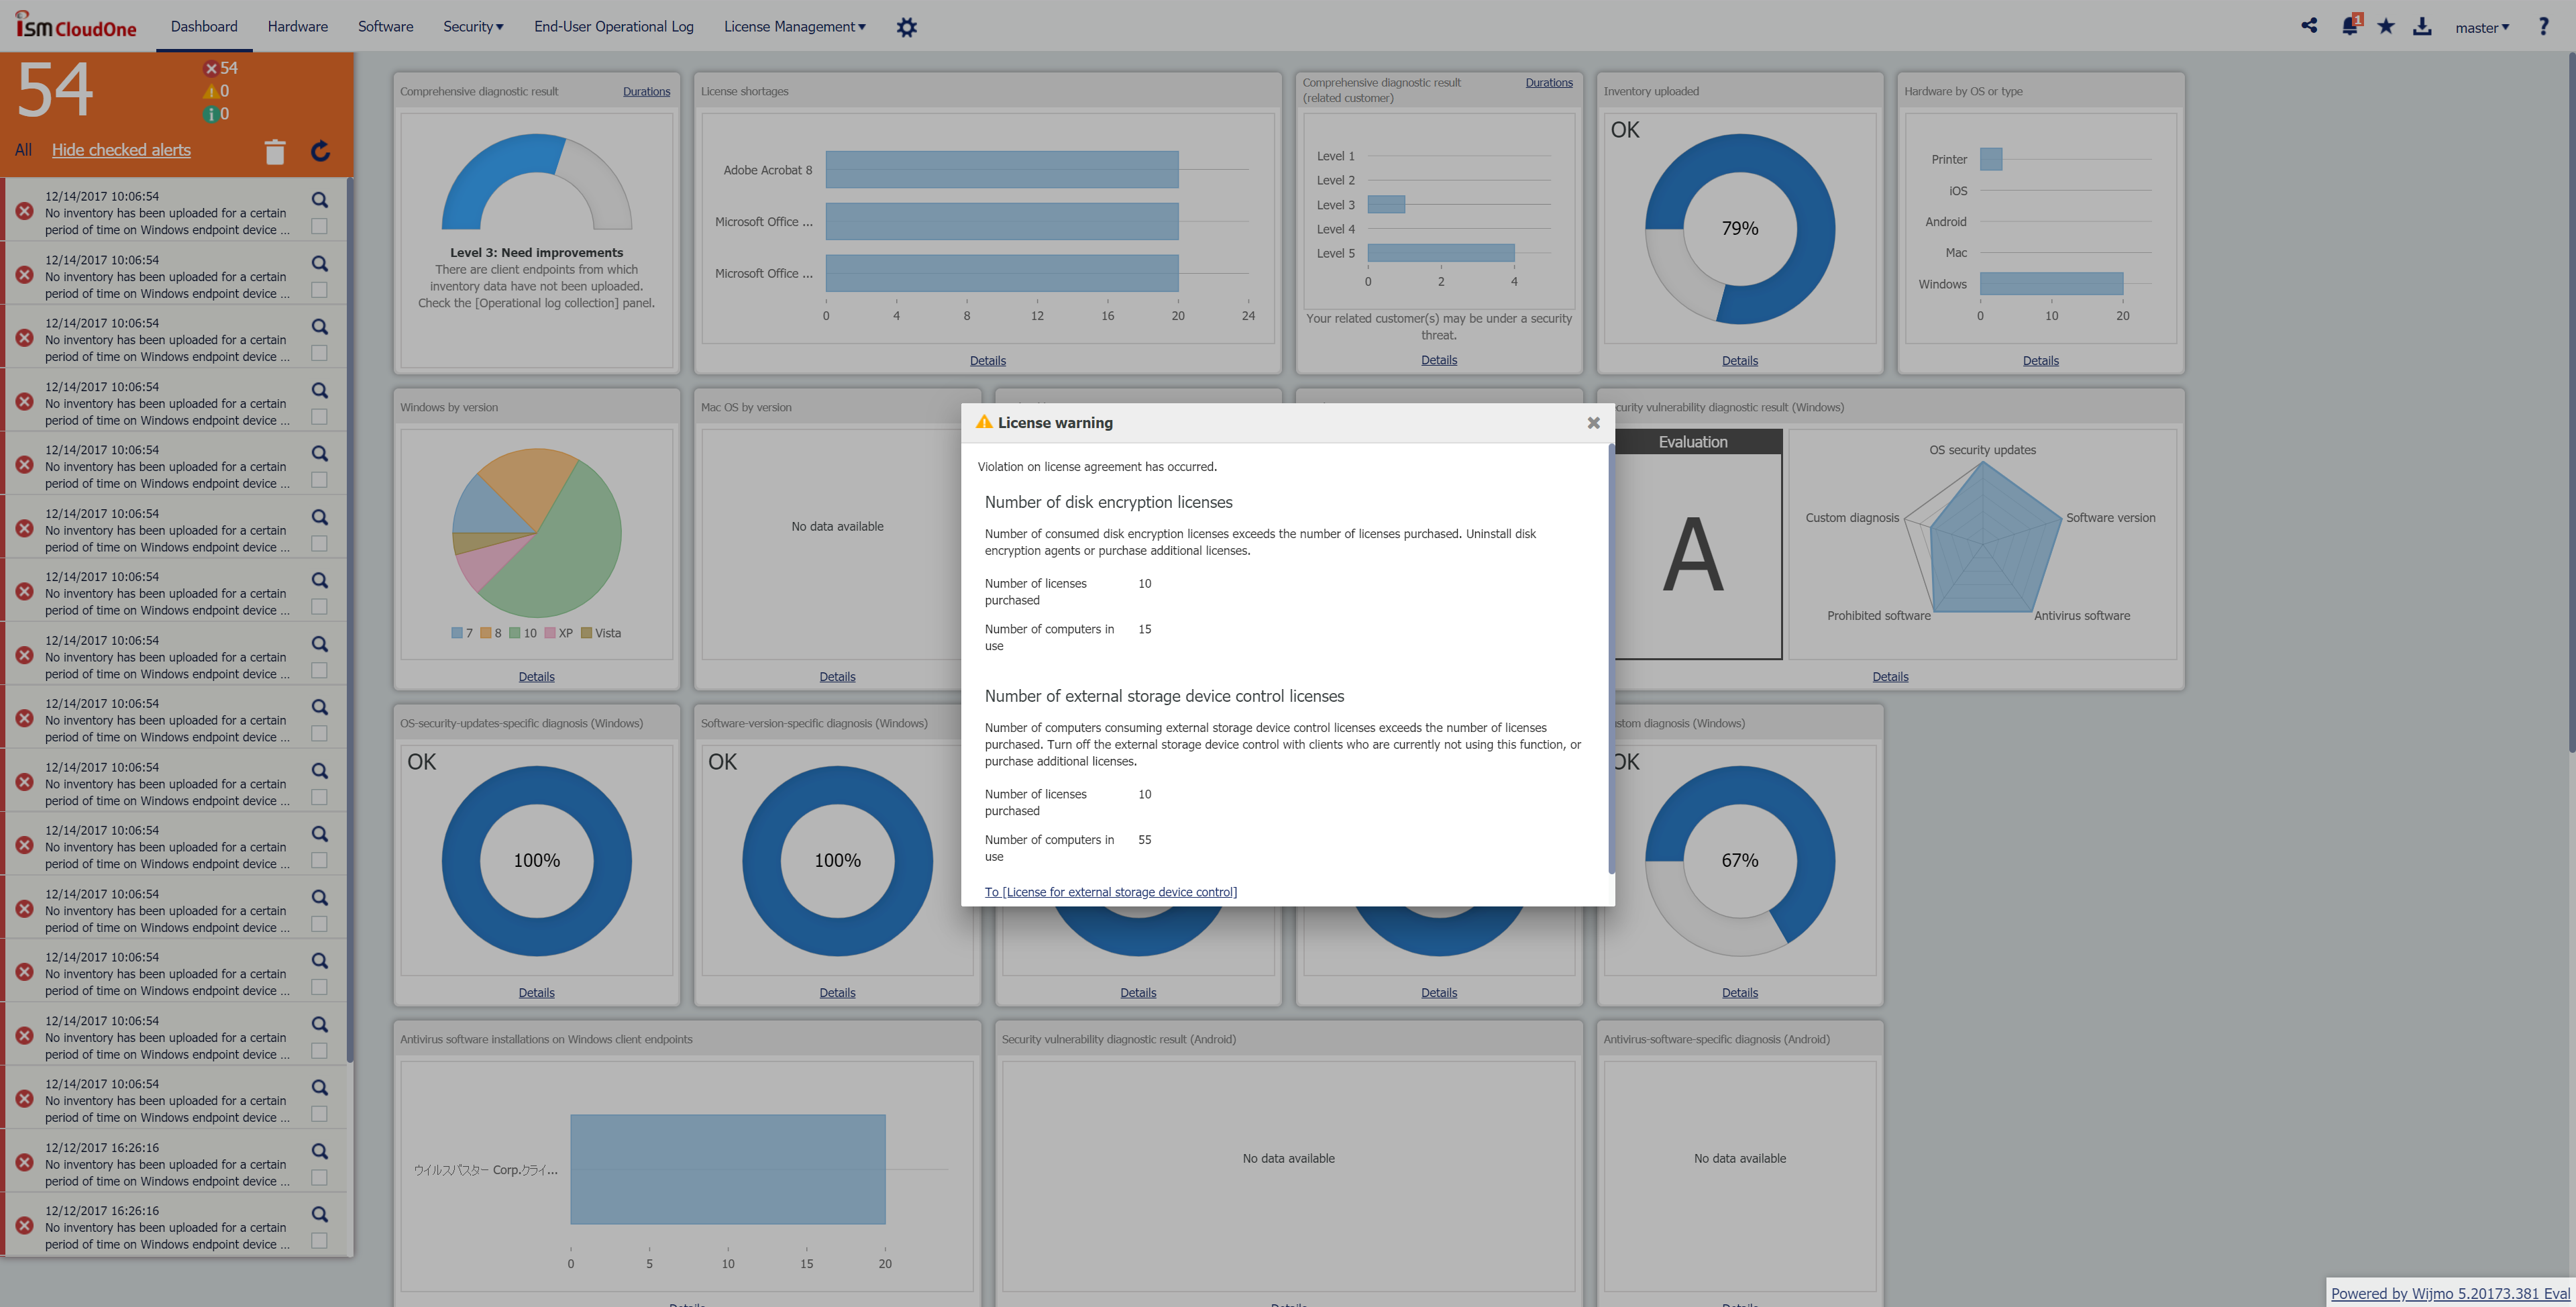 ism CloudOne
Dashboard
Hardware
Software
Security
End-User Operational Log
License Management
1
master
?
54
54
0
0
All
Hide checked alerts
12/14/2017 10:06:54
No inventory has been uploaded for a certain
period of time on Windows endpoint device ...
12/14/2017 10:06:54
No inventory has been uploaded for a certain
period of time on Windows endpoint device ...
12/14/2017 10:06:54
No inventory has been uploaded for a certain
period of time on Windows endpoint device ...
12/14/2017 10:06:54
No inventory has been uploaded for a certain
period of time on Windows endpoint device ...
12/14/2017 10:06:54
No inventory has been uploaded for a certain
period of time on Windows endpoint device ...
12/14/2017 10:06:54
No inventory has been uploaded for a certain
period of time on Windows endpoint device ...
12/14/2017 10:06:54
No inventory has been uploaded for a certain
period of time on Windows endpoint device ...
12/14/2017 10:06:54
No inventory has been uploaded for a certain
period of time on Windows endpoint device ...
12/14/2017 10:06:54
No inventory has been uploaded for a certain
period of time on Windows endpoint device ...
12/14/2017 10:06:54
No inventory has been uploaded for a certain
period of time on Windows endpoint device ...
12/14/2017 10:06:54
No inventory has been uploaded for a certain
period of time on Windows endpoint device ...
12/14/2017 10:06:54
No inventory has been uploaded for a certain
period of time on Windows endpoint device ...
12/14/2017 10:06:54
No inventory has been uploaded for a certain
period of time on Windows endpoint device ...
12/14/2017 10:06:54
No inventory has been uploaded for a certain
period of time on Windows endpoint device ...
12/14/2017 10:06:54
No inventory has been uploaded for a certain
period of time on Windows endpoint device ...
12/12/2017 16:26:16
No inventory has been uploaded for a certain
period of time on Windows endpoint device ...
12/12/2017 16:26:16
No inventory has been uploaded for a certain
period of time on Windows endpoint device ...
Comprehensive diagnostic result
Durations
Level 3: Need improvements
There are client endpoints from which
inventory data have not been uploaded.
Check the [Operational log collection] panel.
License shortages
Adobe Acrobat 8
Microsoft Office ...
Microsoft Office ...
0 4 8 12 16 20 24
Details
Comprehensive diagnostic result
(related customer)
Durations
Level 1
Level 2
Level 3
Level 4
Level 5
0 2 4
Your related customer(s) may be under a security
threat.
Details
Inventory uploaded
OK
79%
Details
Hardware by OS or type
Printer
iOS
Android
Mac
Windows
0 10 20
Details
Windows by version
7 8 10 XP Vista
Details
Mac OS by version
No data available
Details
License warning
Violation on license agreement has occurred.
Number of disk encryption licenses
Number of consumed disk encryption licenses exceeds the number of licenses purchased. Uninstall disk
encryption agents or purchase additional licenses.
Number of licenses 10
purchased
Number of computers in 15
use
Number of external storage device control licenses
Number of computers consuming external storage device control licenses exceeds the number of licenses
purchased. Turn off the external storage device control with clients who are currently not using this function, or
purchase additional licenses.
Number of licenses 10
purchased
Number of computers in 55
use
To [License for external storage device control]
curity vulnerability diagnostic result (Windows)
Evaluation
A
OS security updates
Custom diagnosis
Software version
Prohibited software
Antivirus software
Details
OS-security-updates-specific diagnosis (Windows)
OK
100%
Details
Software-version-specific diagnosis (Windows)
OK
100%
Details
Details
Details
stom diagnosis (Windows)
OK
67%
Details
Antivirus software installations on Windows client endpoints
ウイルスバスター Corp.クライ...
0 5 10 15 20
Security vulnerability diagnostic result (Android)
No data available
Antivirus-software-specific diagnosis (Android)
No data available
Powered by Wijmo 5.20173.381 Eval